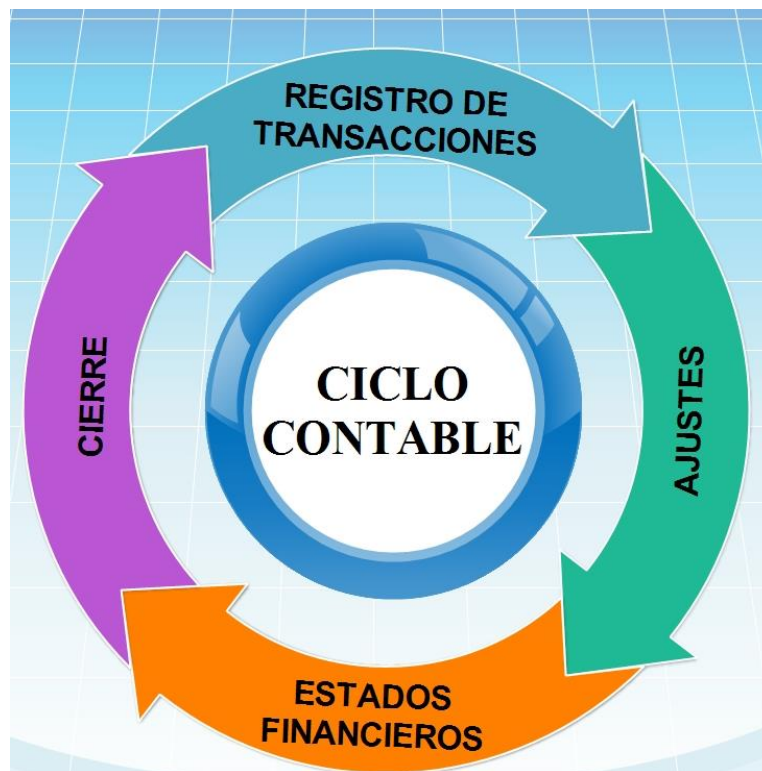 REGISTRO DE
TRANSACCIONES
AJUSTES
ESTADOS
FINANCIEROS
CIERRE
CICLO
CONTABLE